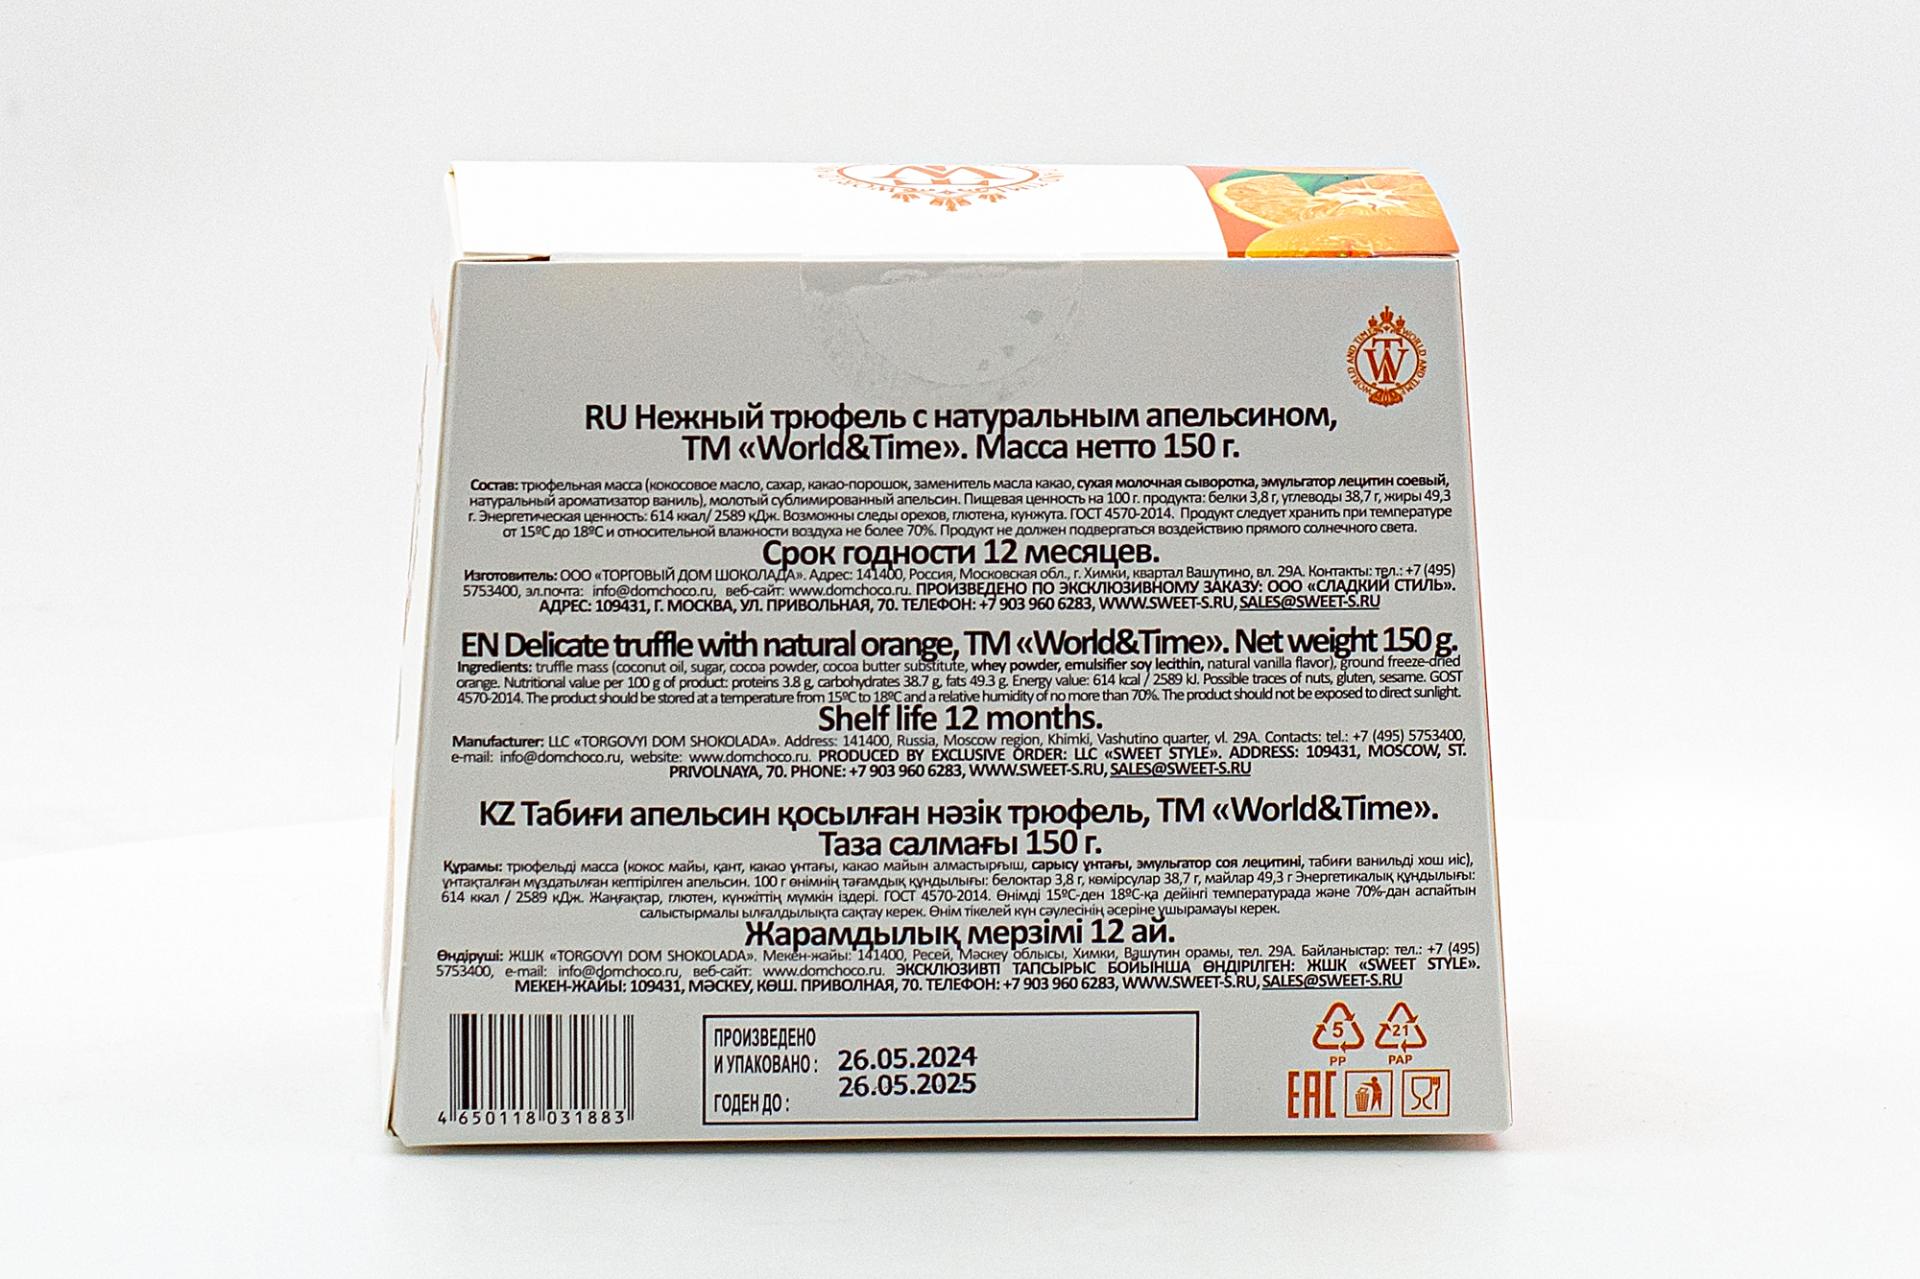 WORLD AND TIME WORLD AND TIME
TW
RU Нежный трюфель с натуральным апельсином,
ТМ «World&Time». Масса нетто 150 г.
Состав: трюфельная масса (кокосовое масло, сахар, какао-порошок, заменитель масла какао, сухая молочная сыворотка, эмульгатор лецитин соевый,
натуральный ароматизатор ваниль), молотый сублимированный апельсин. Пищевая ценность на 100 г. продукта: белки 3,8 г, углеводы 38,7 г, жиры 49,3
г. Энергетическая ценность: 614 ккал/ 2589 кДж. Возможны следы орехов, глютена, кунжута. ГОСТ 4570-2014. Продукт следует хранить при температуре
от 15ºС до 18ºС и относительной влажности воздуха не более 70%. Продукт не должен подвергаться воздействию прямого солнечного света.
Срок годности 12 месяцев.
Изготовитель: ООО «ТОРГОВЫЙ ДОМ ШОКОЛАДА». Адрес: 141400, Россия, Московская обл., г. Химки, квартал Вашутино, вл. 29А. Контакты: тел.: +7 (495)
5753400, эл.почта: info@domchoco.ru, веб-сайт: www.domchoco.ru. ПРОИЗВЕДЕНО ПО ЭКСКЛЮЗИВНОМУ ЗАКАЗУ: ООО «СЛАДКИЙ СТИЛЬ».
АДРЕС: 109431, Г. МОСКВА, УЛ. ПРИВОЛЬНАЯ, 70. ТЕЛЕФОН: +7 903 960 6283, WWW.SWEET-S.RU, SALES@SWEET-S.RU
EN Delicate truffle with natural orange, TM «World&Time». Net weight 150 g.
Ingredients: truffle mass (coconut oil, sugar, cocoa powder, cocoa butter substitute, whey powder, emulsifier soy lecithin, natural vanilla flavor), ground freeze-dried
orange. Nutritional value per 100 g of product: proteins 3.8 g, carbohydrates 38.7 g, fats 49.3 g. Energy value: 614 kcal / 2589 kJ. Possible traces of nuts, gluten, sesame. GOST
4570-2014. The product should be stored at a temperature from 15ºC to 18ºC and a relative humidity of no more than 70%. The product should not be exposed to direct sunlight.
Shelf life 12 months.
Manufacturer: LLC «TORGOVYI DOM SHOKOLADA». Address: 141400, Russia, Moscow region, Khimki, Vashutino quarter, vl. 29A. Contacts: tel.: +7 (495) 5753400,
e-mail: info@domchoco.ru, website: www.domchoco.ru. PRODUCED BY EXCLUSIVE ORDER: LLC «SWEET STYLE». ADDRESS: 109431, MOSCOW, ST.
PRIVOLNAYA, 70. PHONE: +7 903 960 6283, WWW.SWEET-S.RU, SALES@SWEET-S.RU
KZ Табиғи апельсин қосылған нәзік трюфель, ТМ «World&Time».
Таза салмағы 150 г.
Құрамы: трюфельді масса (кокос майы, қант, какао ұнтағы, какао майын алмастырғыш, сарысу ұнтағы, эмульгатор соя лецитині, табиғи ванильді хош иіс),
ұнтақталған мұздатылған кептірілген апельсин. 100 г өнімнің тағамдық құндылығы: белоктар 3,8 г, көмірсулар 38,7 г, майлар 49,3 г Энергетикалық құндылығы:
614 ккал / 2589 кДж. Жаңғақтар, глютен, күнжіттің мүмкін іздері. ГОСТ 4570-2014. Өнімді 15ºС-ден 18ºС-қа дейінгі температурада және 70%-дан аспайтын
салыстырмалы ылғалдылықта сақтау керек. Өнім тікелей күн сәулесінің әсеріне ұшырамауы керек.
Жарамдылық мерзімі 12 ай.
Өндіруші: ЖШК «TORGOVYI DOM SHOKOLADA». Мекен-жайы: 141400, Ресей, Мәскеу облысы, Химки, Вашутин орамы, тел. 29А. Байланыстар: тел.: +7 (495)
5753400, e-mail: info@domchoco.ru, веб-сайт: www.domchoco.ru. ЭКСКЛЮЗИВТІ ТАПСЫРЫС БОЙЫНША ӨНДІРІЛГЕН: ЖШК «SWEET STYLE».
МЕКЕН-ЖАЙЫ: 109431, МӘСКЕУ, КӨШ. ПРИВОЛНАЯ, 70. ТЕЛЕФОН: +7 903 960 6283, WWW.SWEET-S.RU, SALES@SWEET-S.RU
4 650118 031883
ПРОИЗВЕДЕНО
И УПАКОВАНО: 26.05.2024
26.05.2025
ГОДЕН ДО:
5 21
PP PAP
EAC